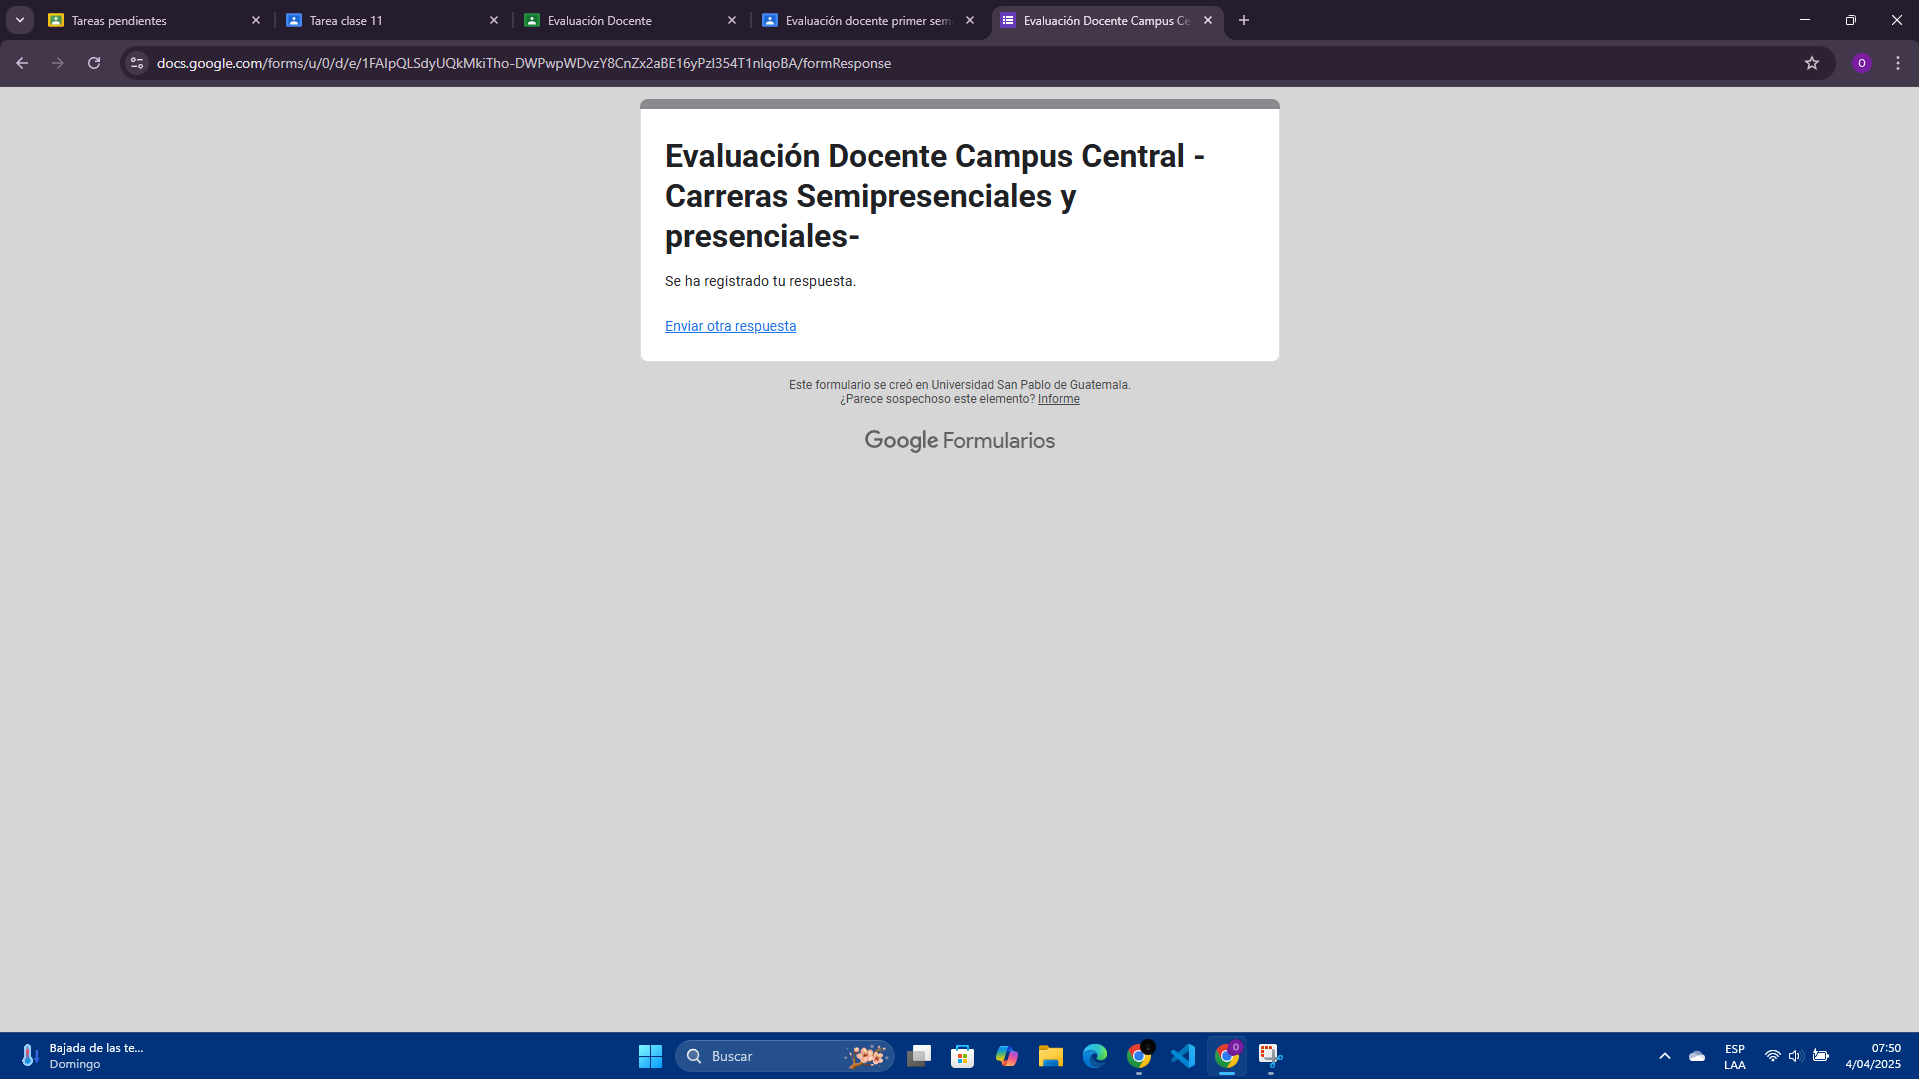 Tareas pendientes
Tarea clase 11
Evaluación Docente
Evaluación docente primer sem
Evaluación Docente Campus Ce
docs.google.com/forms/u/0/d/e/1FAIpQLSdyUQkMkiTho-DWPwpWDvzY8CnZx2aBE16yPzI354T1nlqoBA/formResponse
O
Evaluación Docente Campus Central -
Carreras Semipresenciales y
presenciales-
Se ha registrado tu respuesta.
Enviar otra respuesta
Este formulario se creó en Universidad San Pablo de Guatemala.
¿Parece sospechoso este elemento? Informe
Google Formularios
Bajada de las te...
Domingo
Buscar
O
ESP
LAA
07:50
4/04/2025